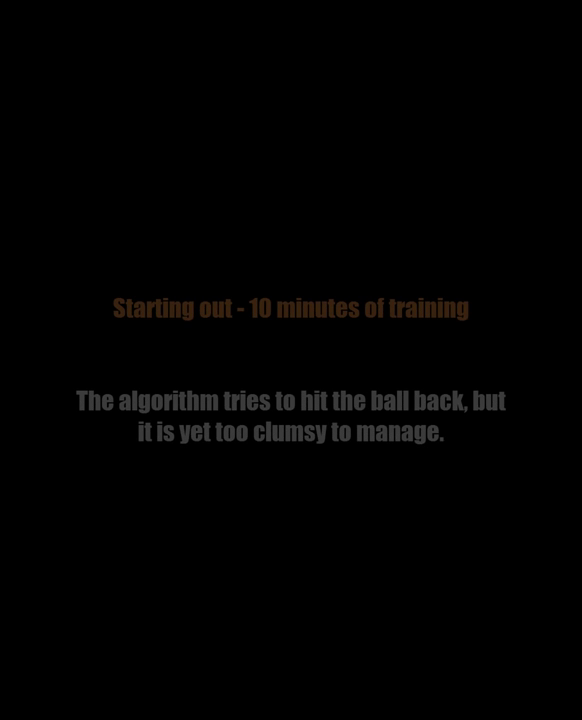 Starting out - 10 minutes of training
The algorithm tries to hit the ball back, but
it is yet too clumsy to manage.